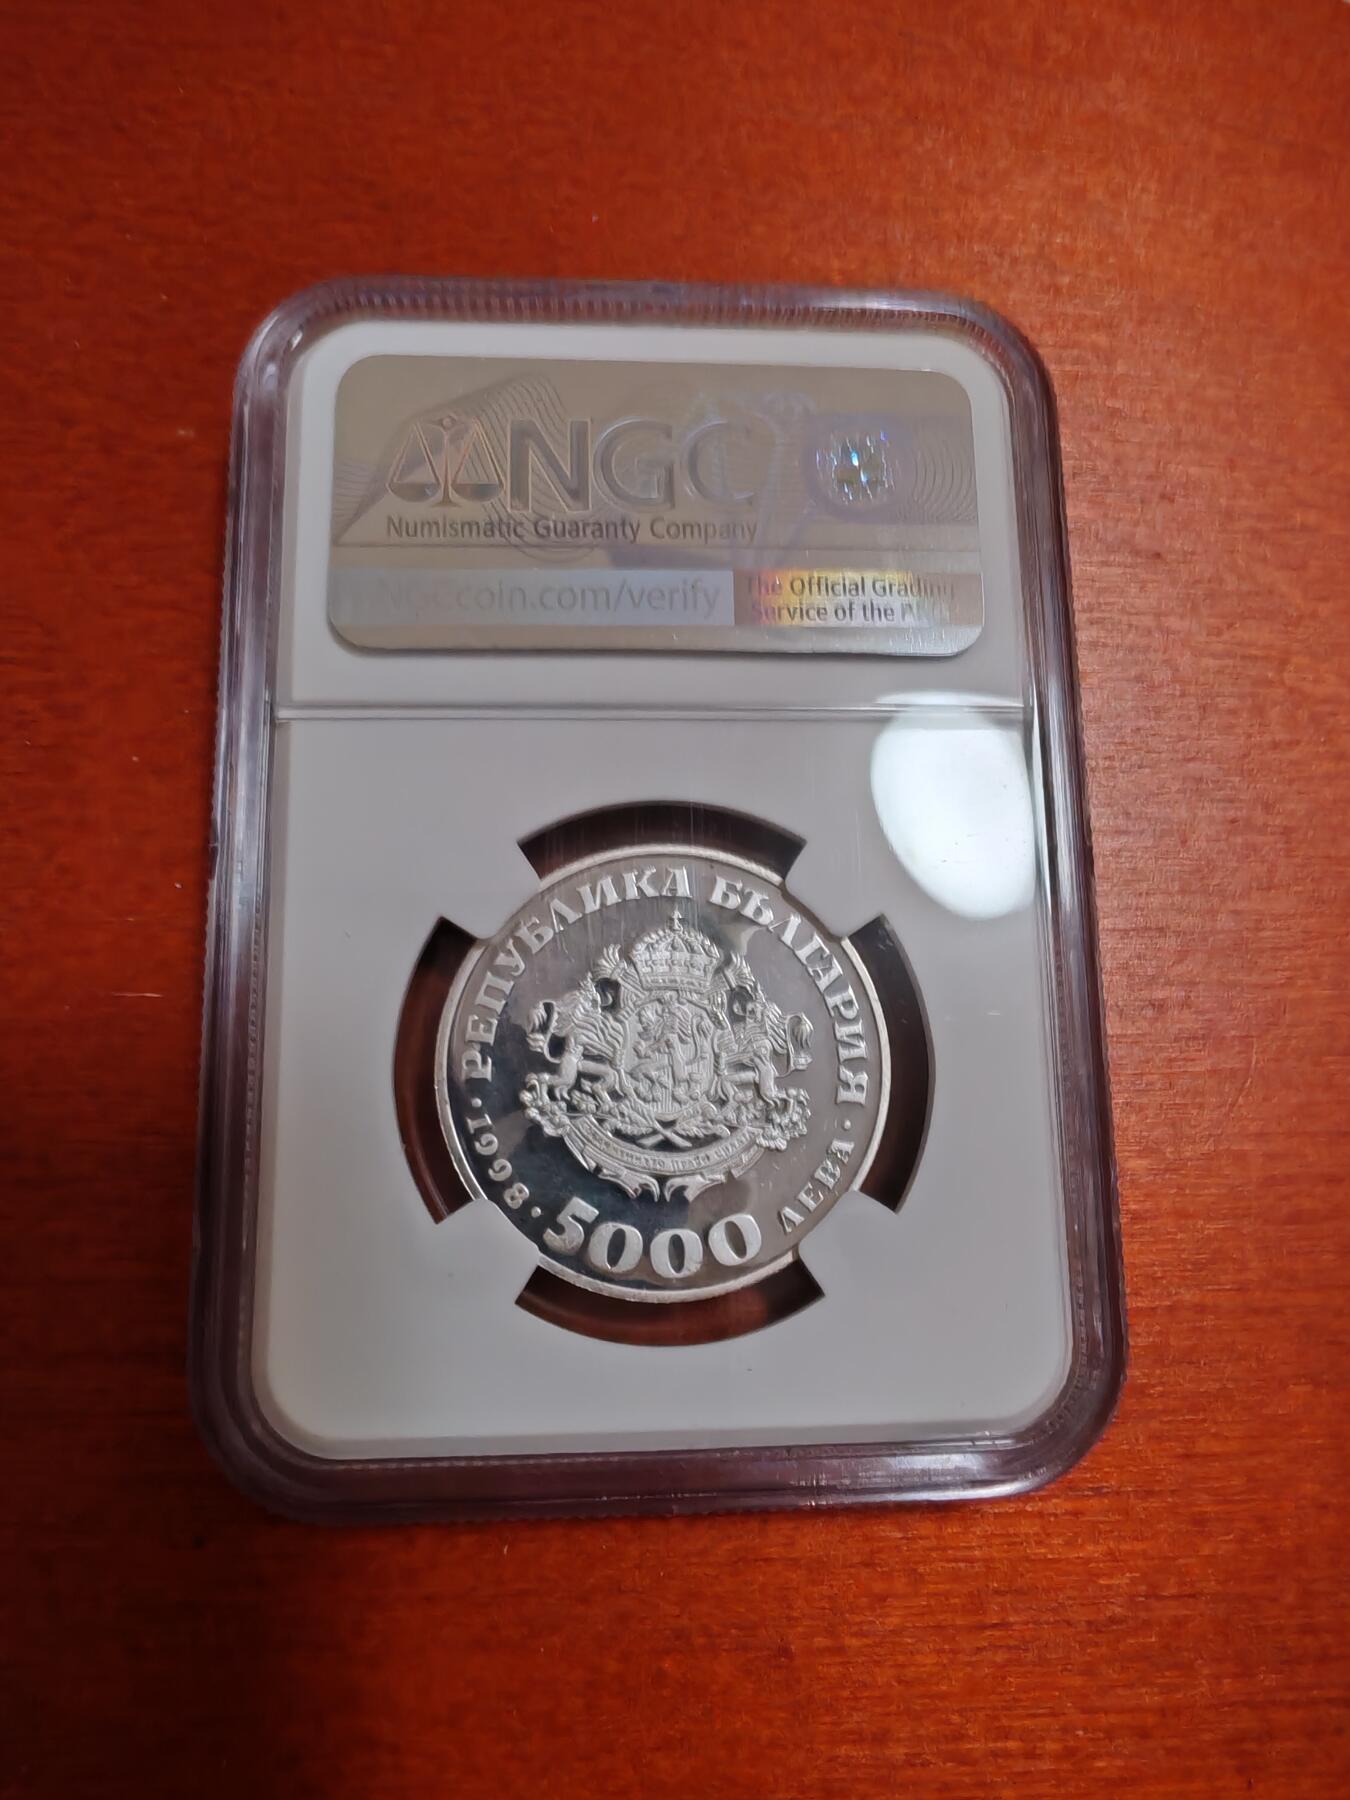 NGC
Numismatic Guaranty Company
NGCcoin.com/verify
The Official Grading
Service of the
РЕПУБЛИКА БЪЛГАРИЯ
·1998· 5000 ЛЕВА·